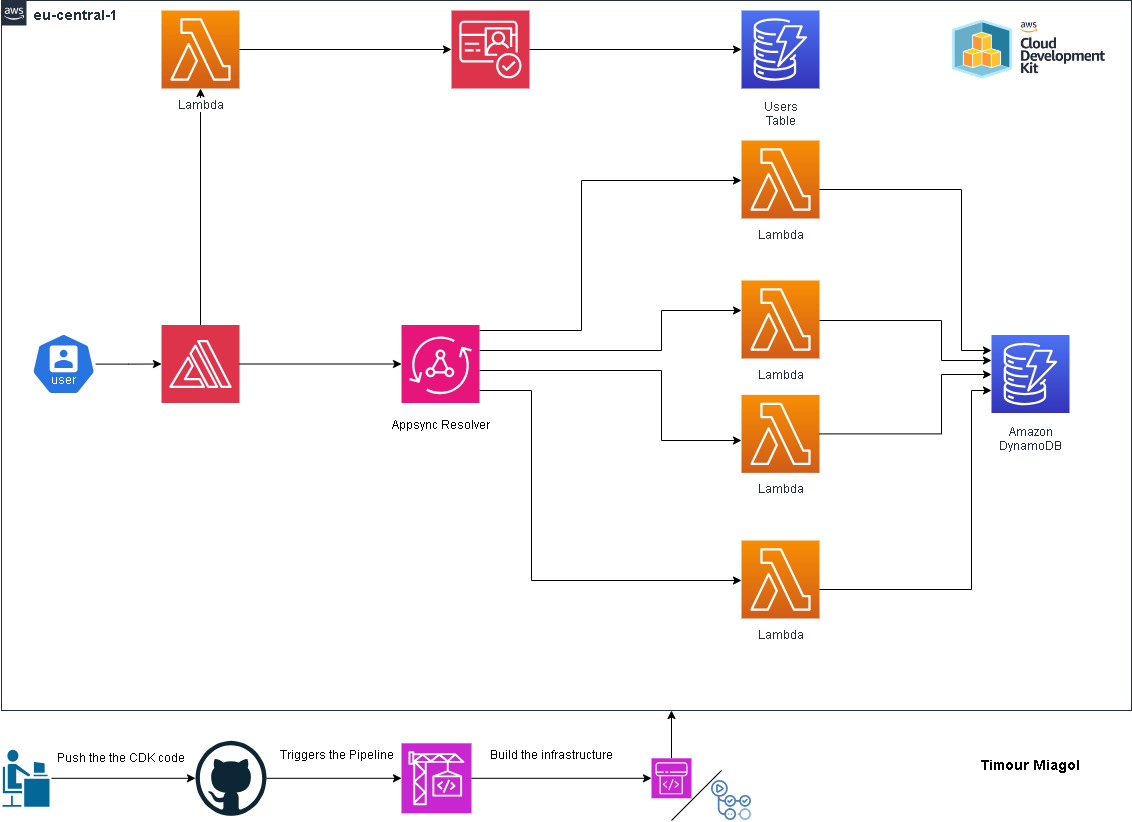 aws
eu-central-1
aws
Cloud
Development
Kit
Lambda
Users
Table
Lambda
user
Lambda
Appsync Resolver
Amazon
DynamoDB
Lambda
Lambda
Push the the CDK code
Triggers the Pipeline
Build the infrastructure
</>
</>
Timour Miagol